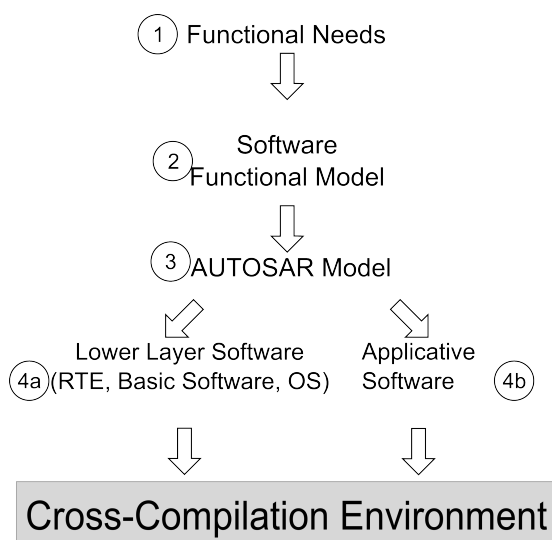 1 Functional Needs
Software
2 Functional Model
3 AUTOSAR Model
Lower Layer Software
4a (RTE, Basic Software, OS)
Applicative
Software 4b
Cross-Compilation Environment